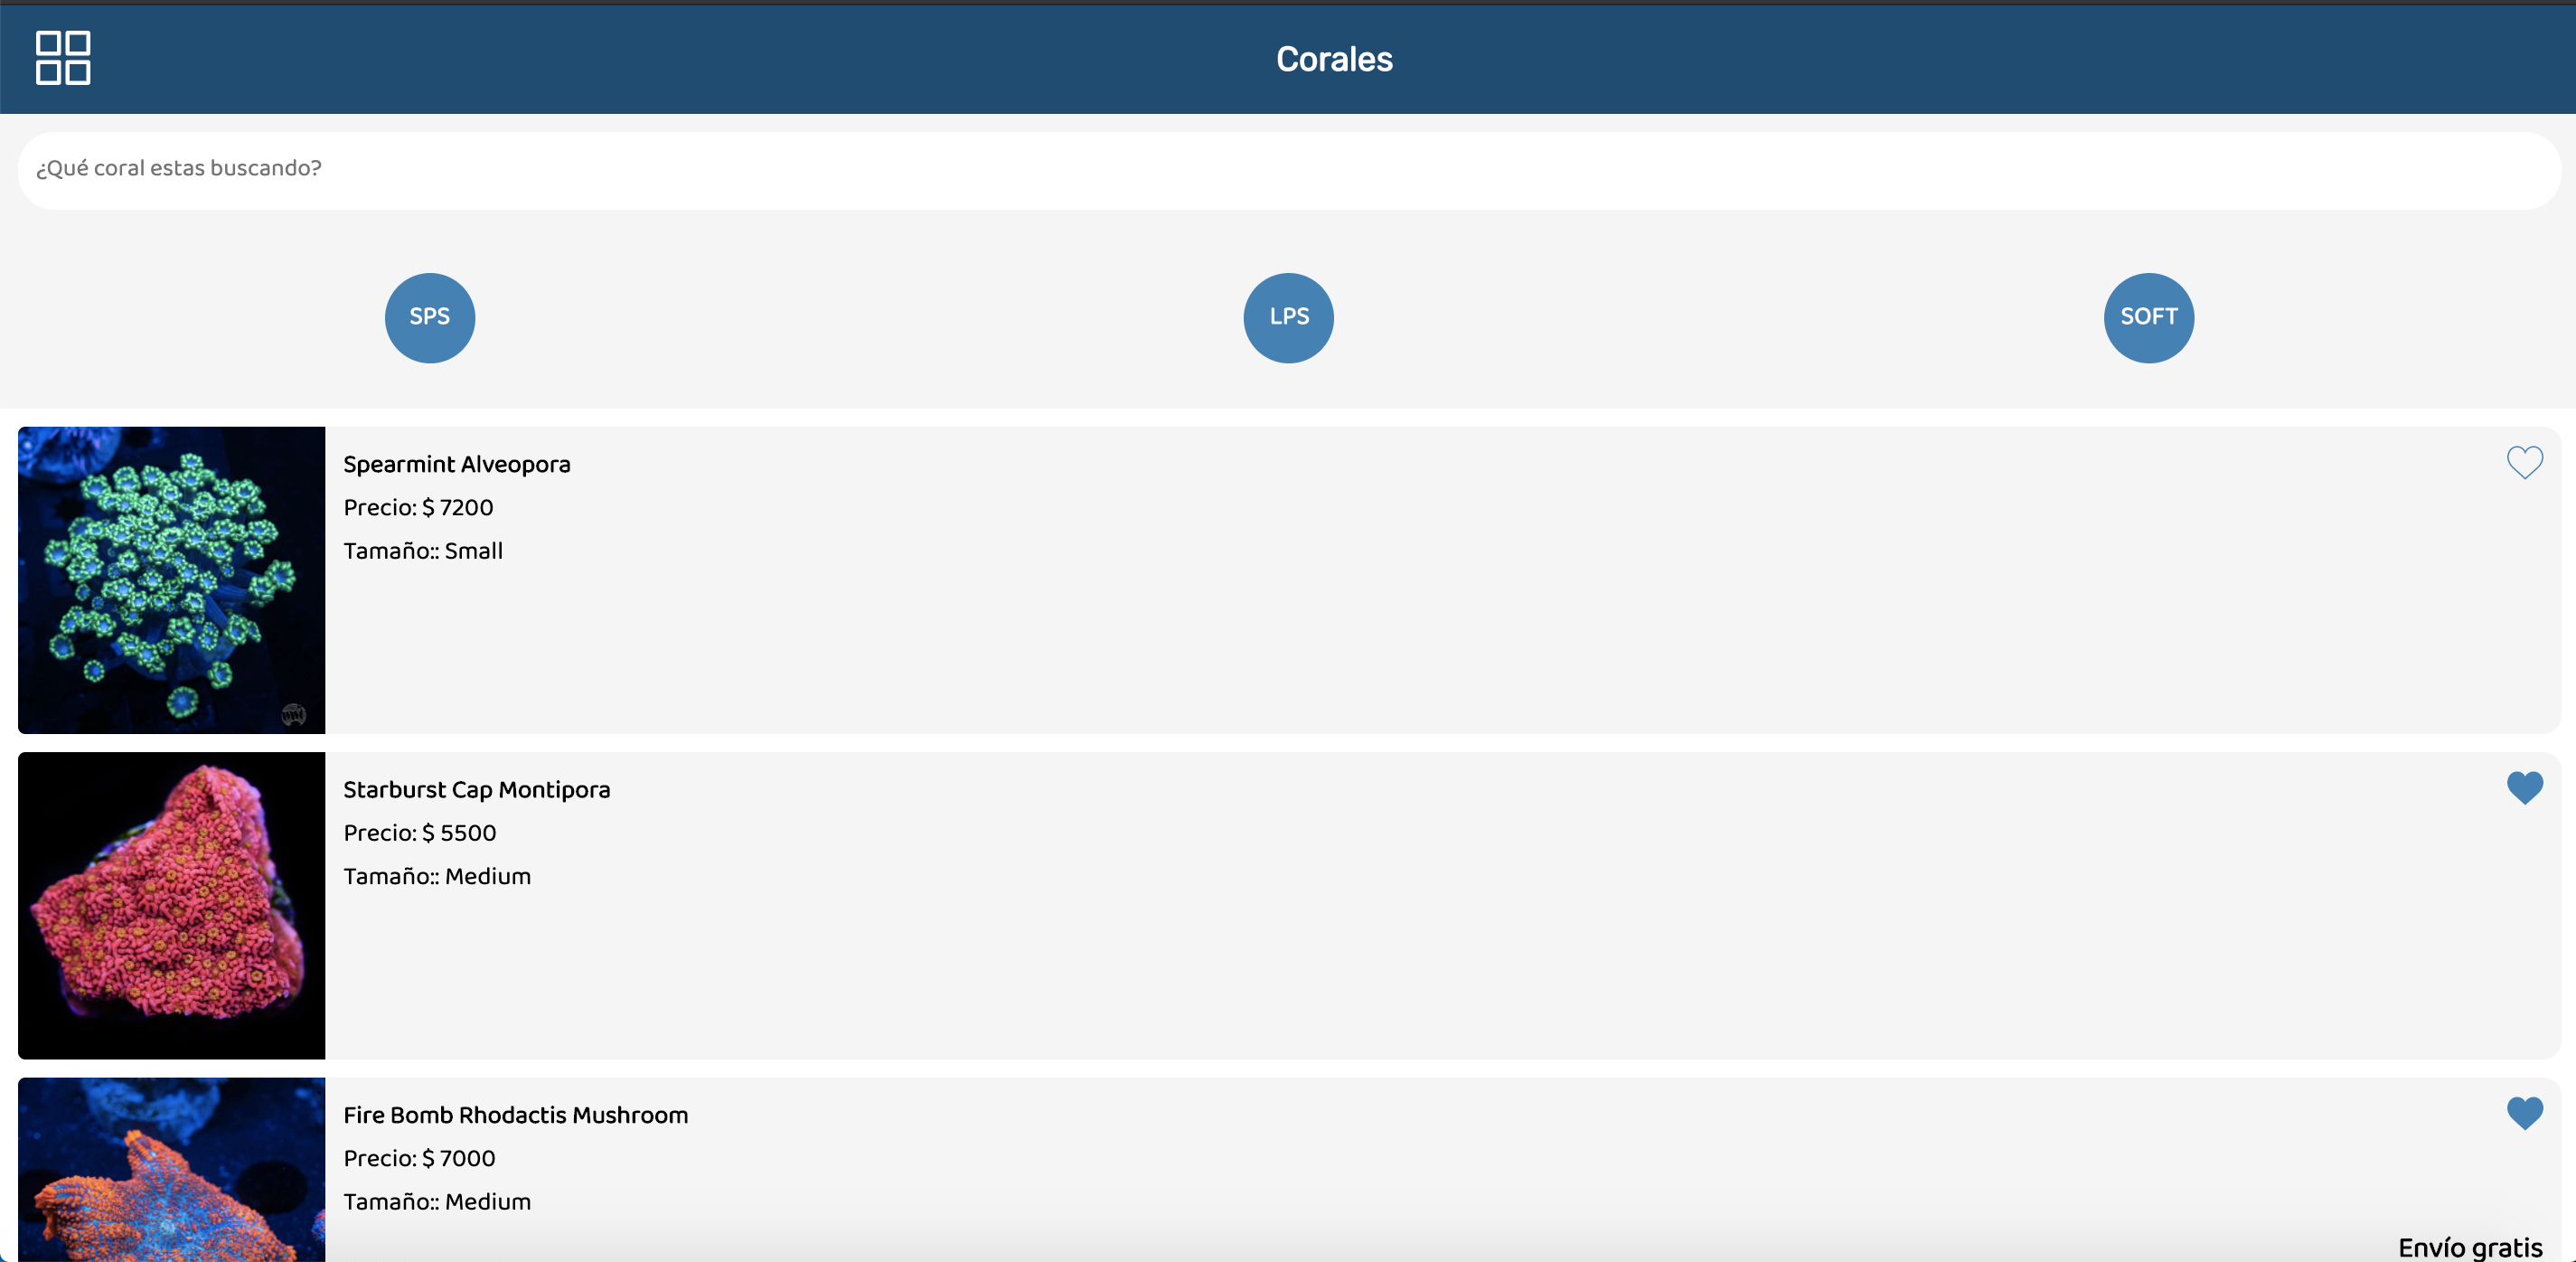 Corales
¿Qué coral estas buscando?
SPS
LPS
SOFT
Spearmint Alveopora
Precio: $ 7200
Tamaño:: Small
Starburst Cap Montipora
Precio: $ 5500
Tamaño:: Medium
Fire Bomb Rhodactis Mushroom
Precio: $ 7000
Tamaño:: Medium
Envío gratis